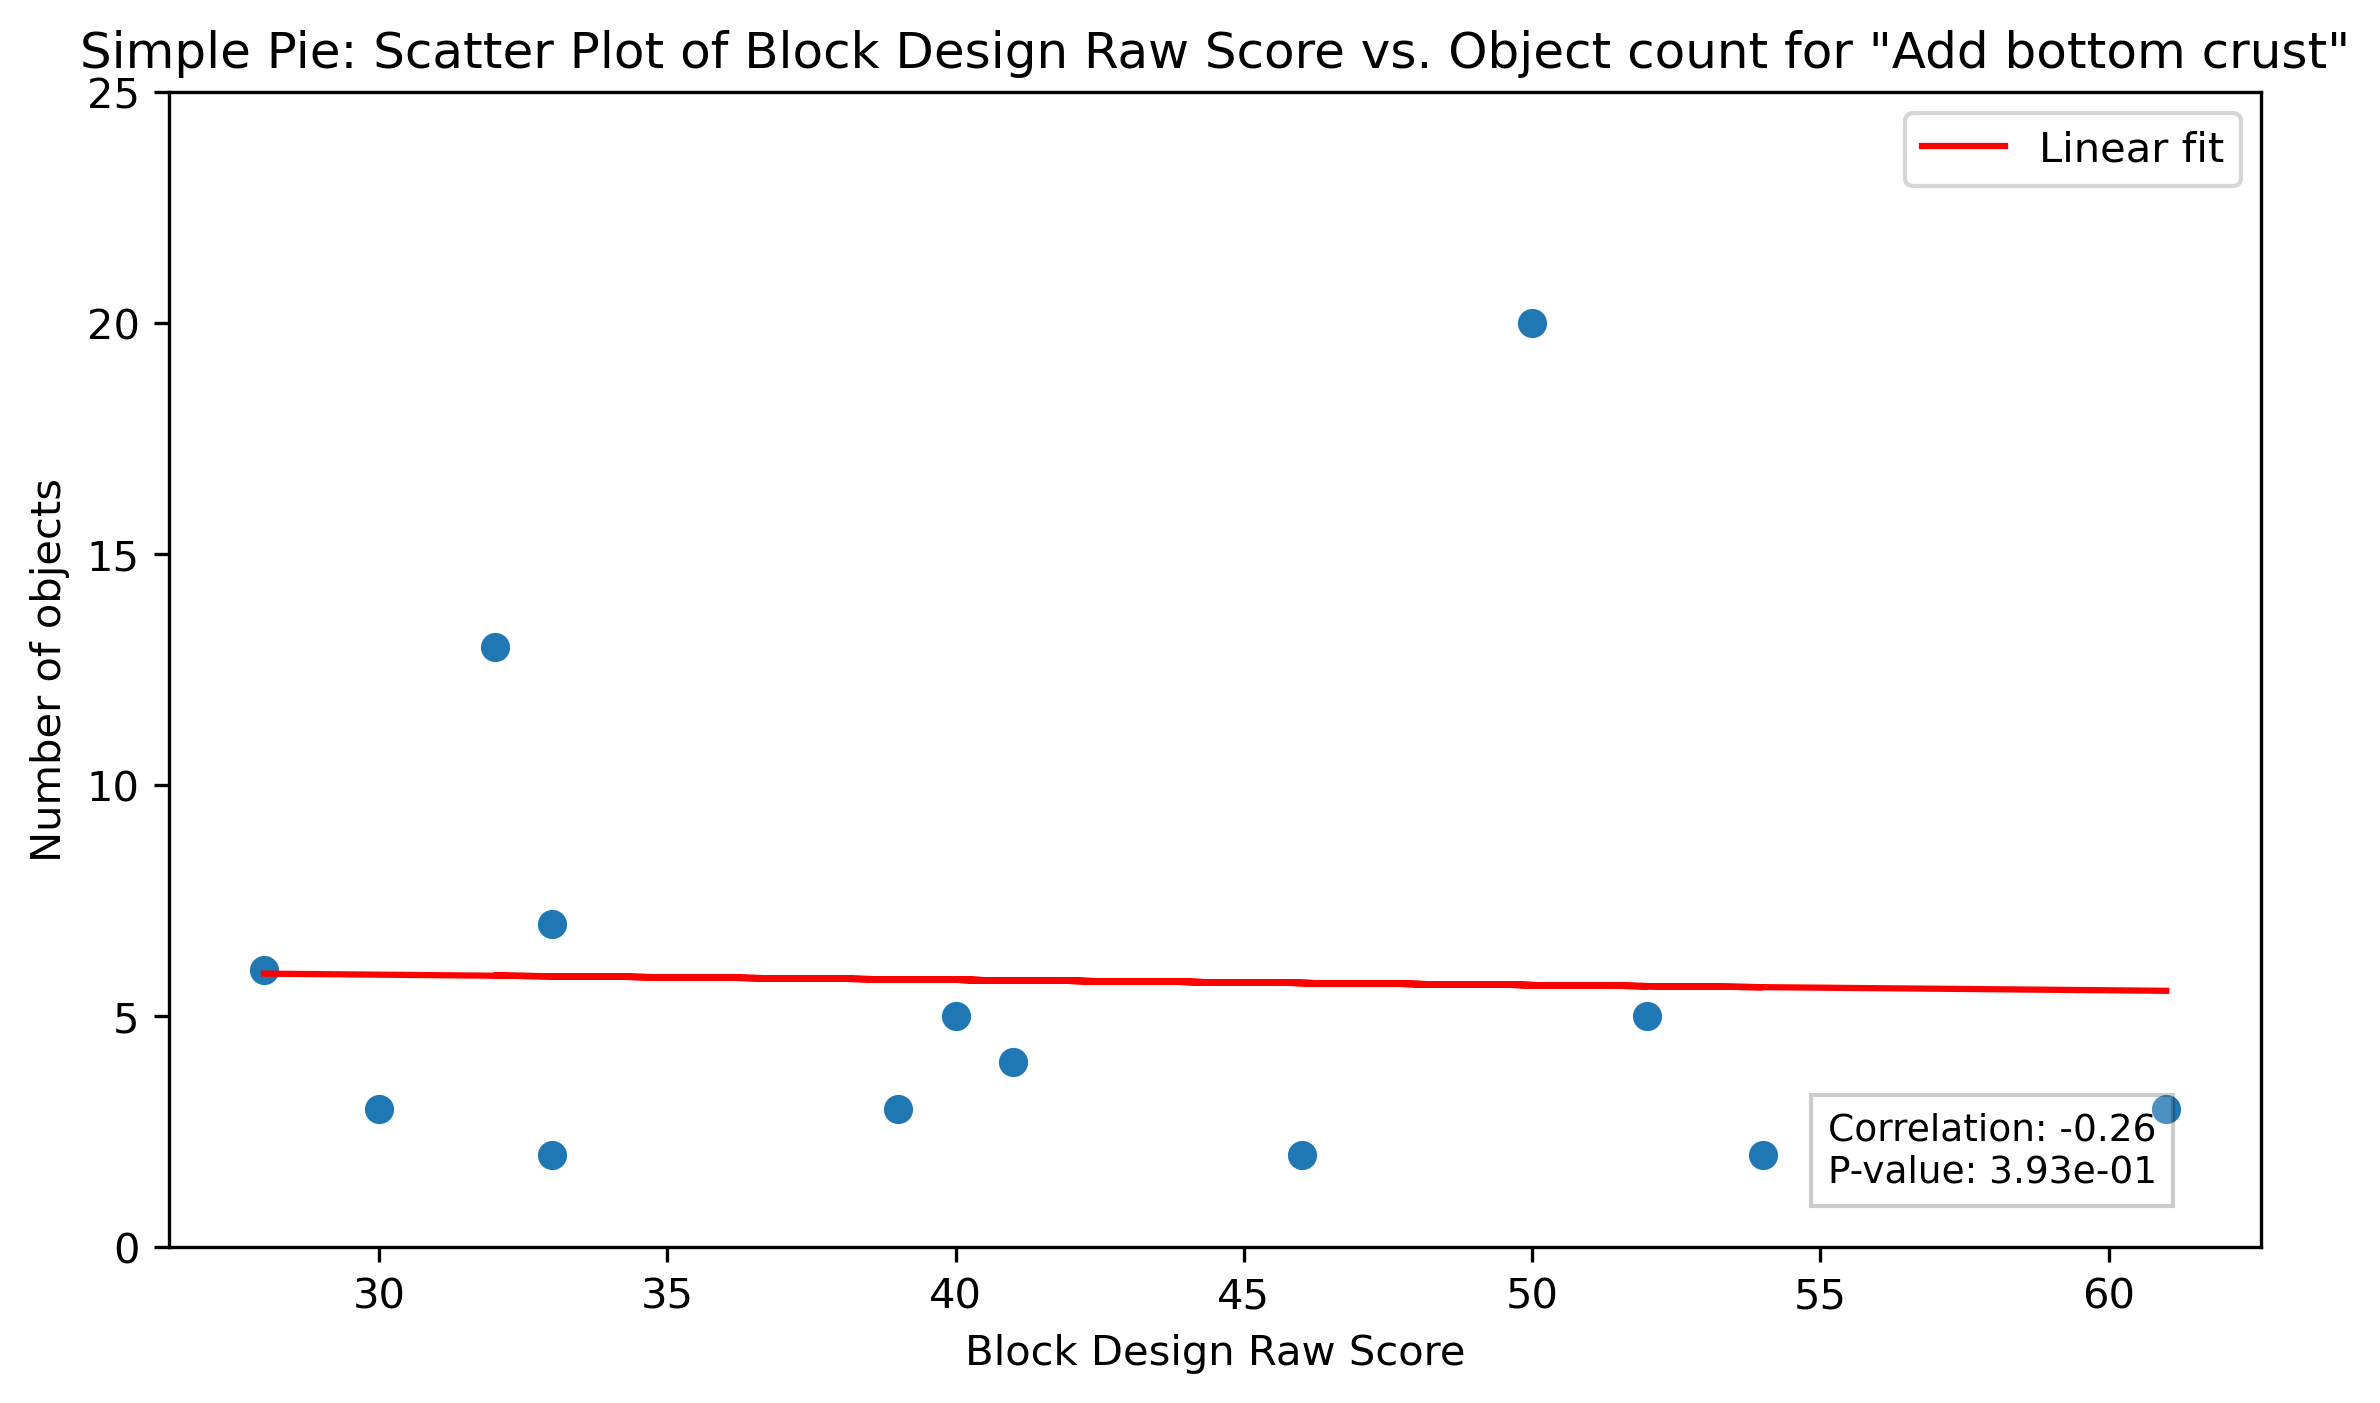 Simple Pie: Scatter Plot of Block Design Raw Score vs. Object count for "Add bottom crust"
25
20
15
10
5
0
Number of objects
Linear fit
Correlation: -0.26
P-value: 3.93e-01
30 35 40 45 50 55 60
Block Design Raw Score